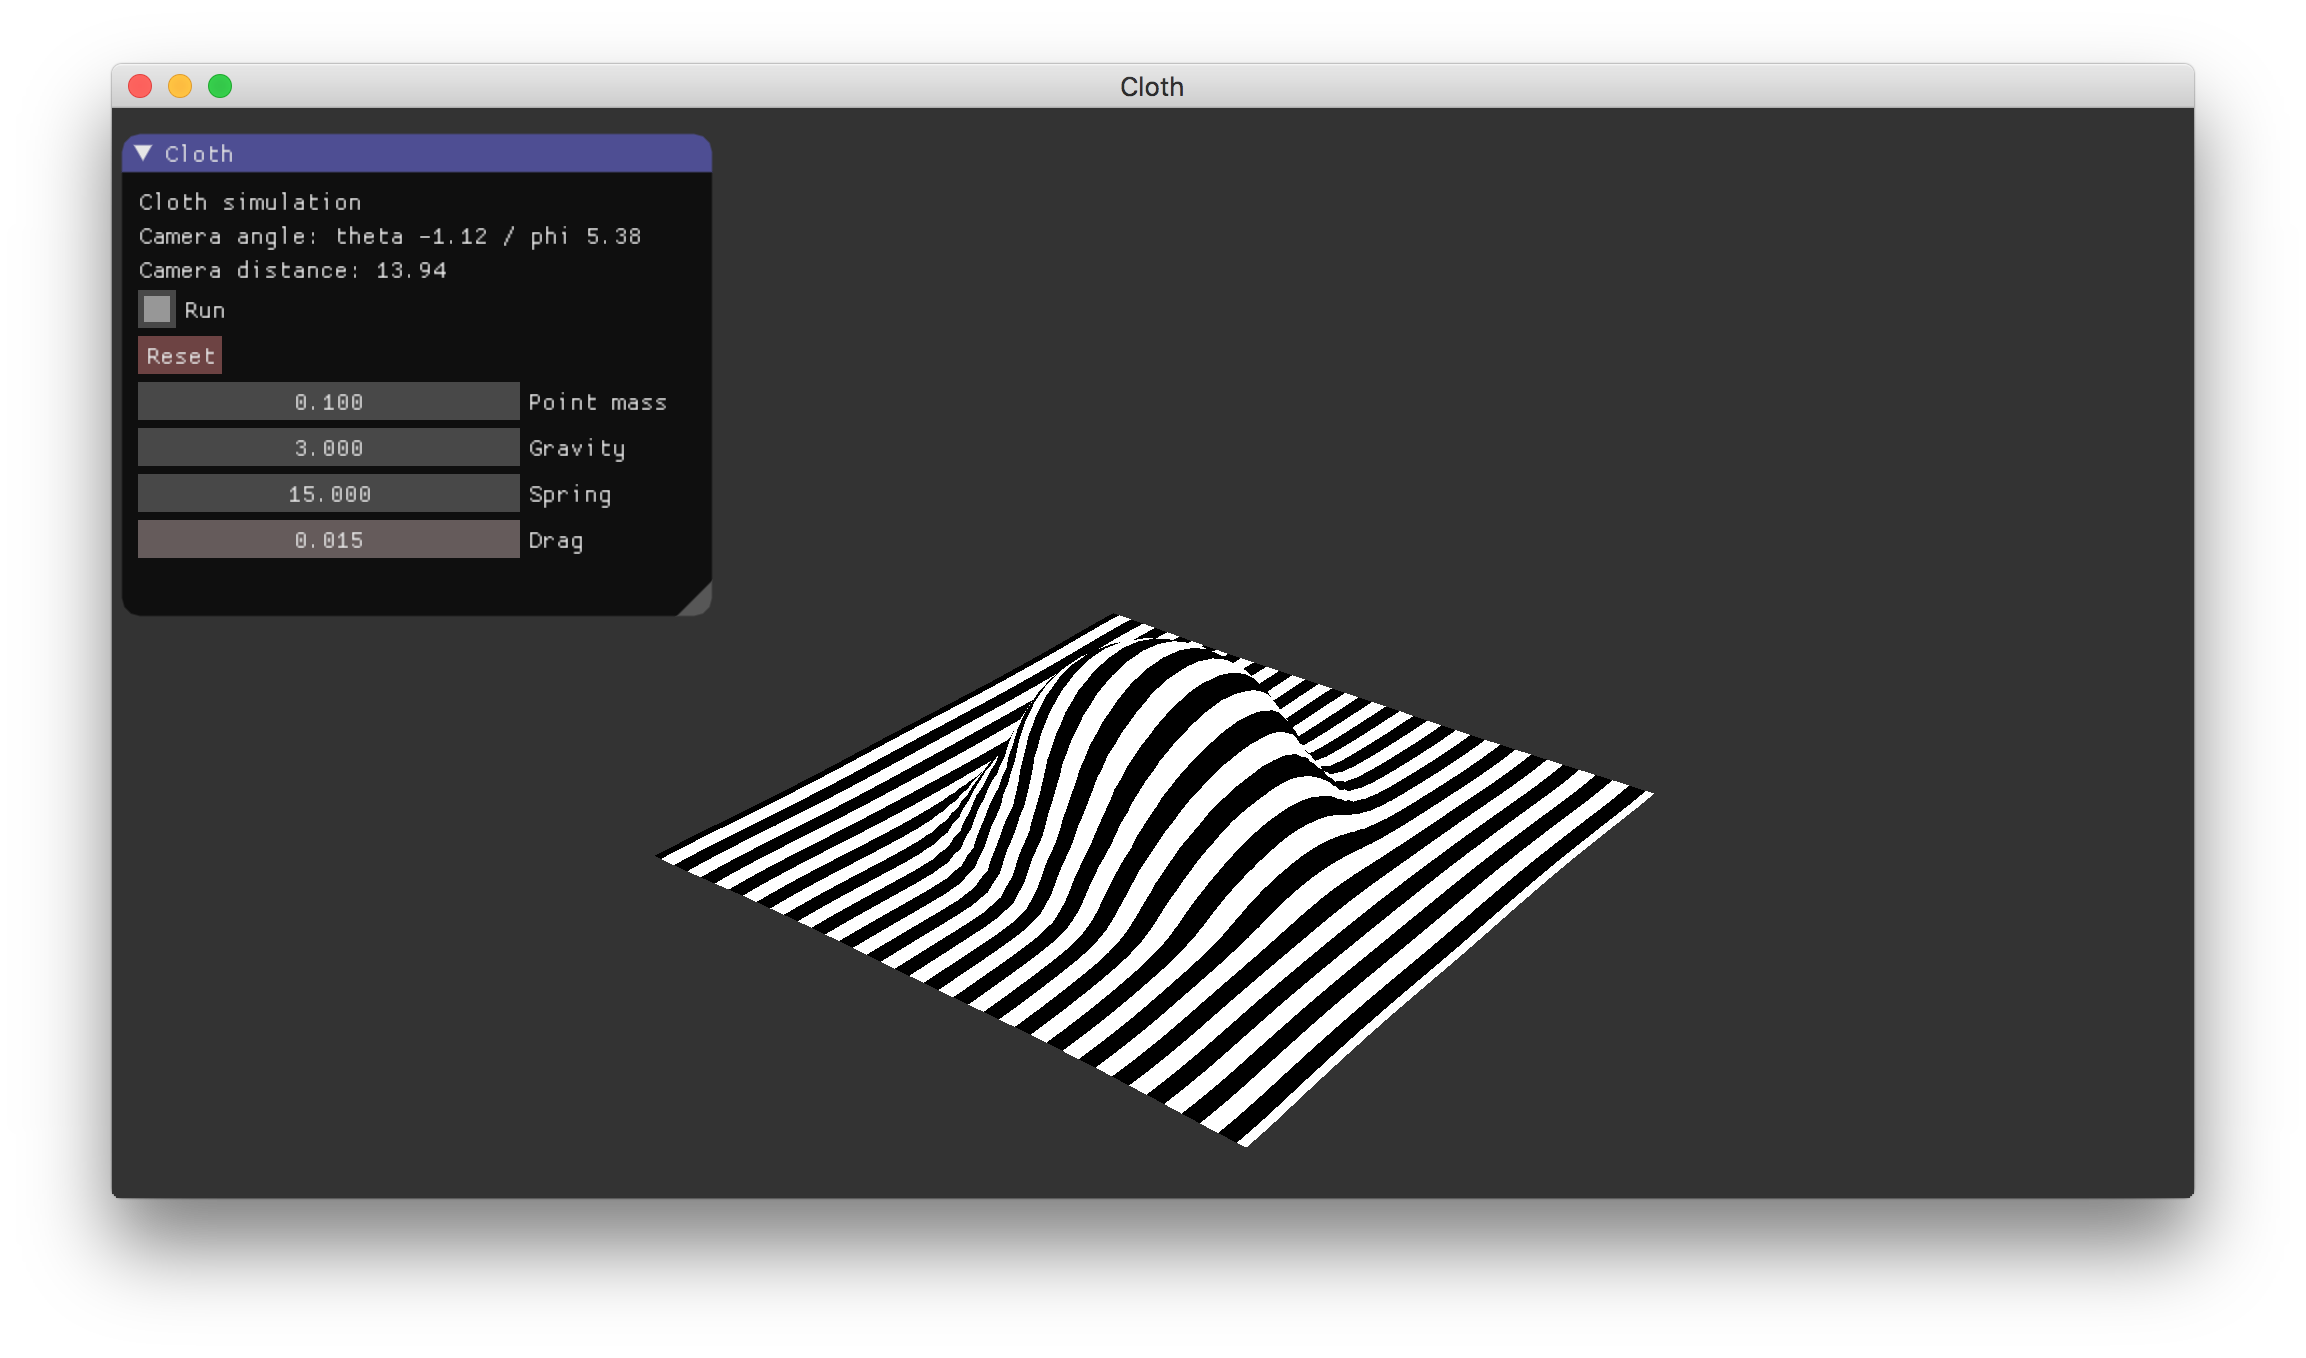 Cloth
Cloth
Cloth simulation
Camera angle: theta -1.12 / phi 5.38
Camera distance: 13.94
Run
Reset
0.100 Point mass
3.000 Gravity
15.000 Spring
0.015 Drag